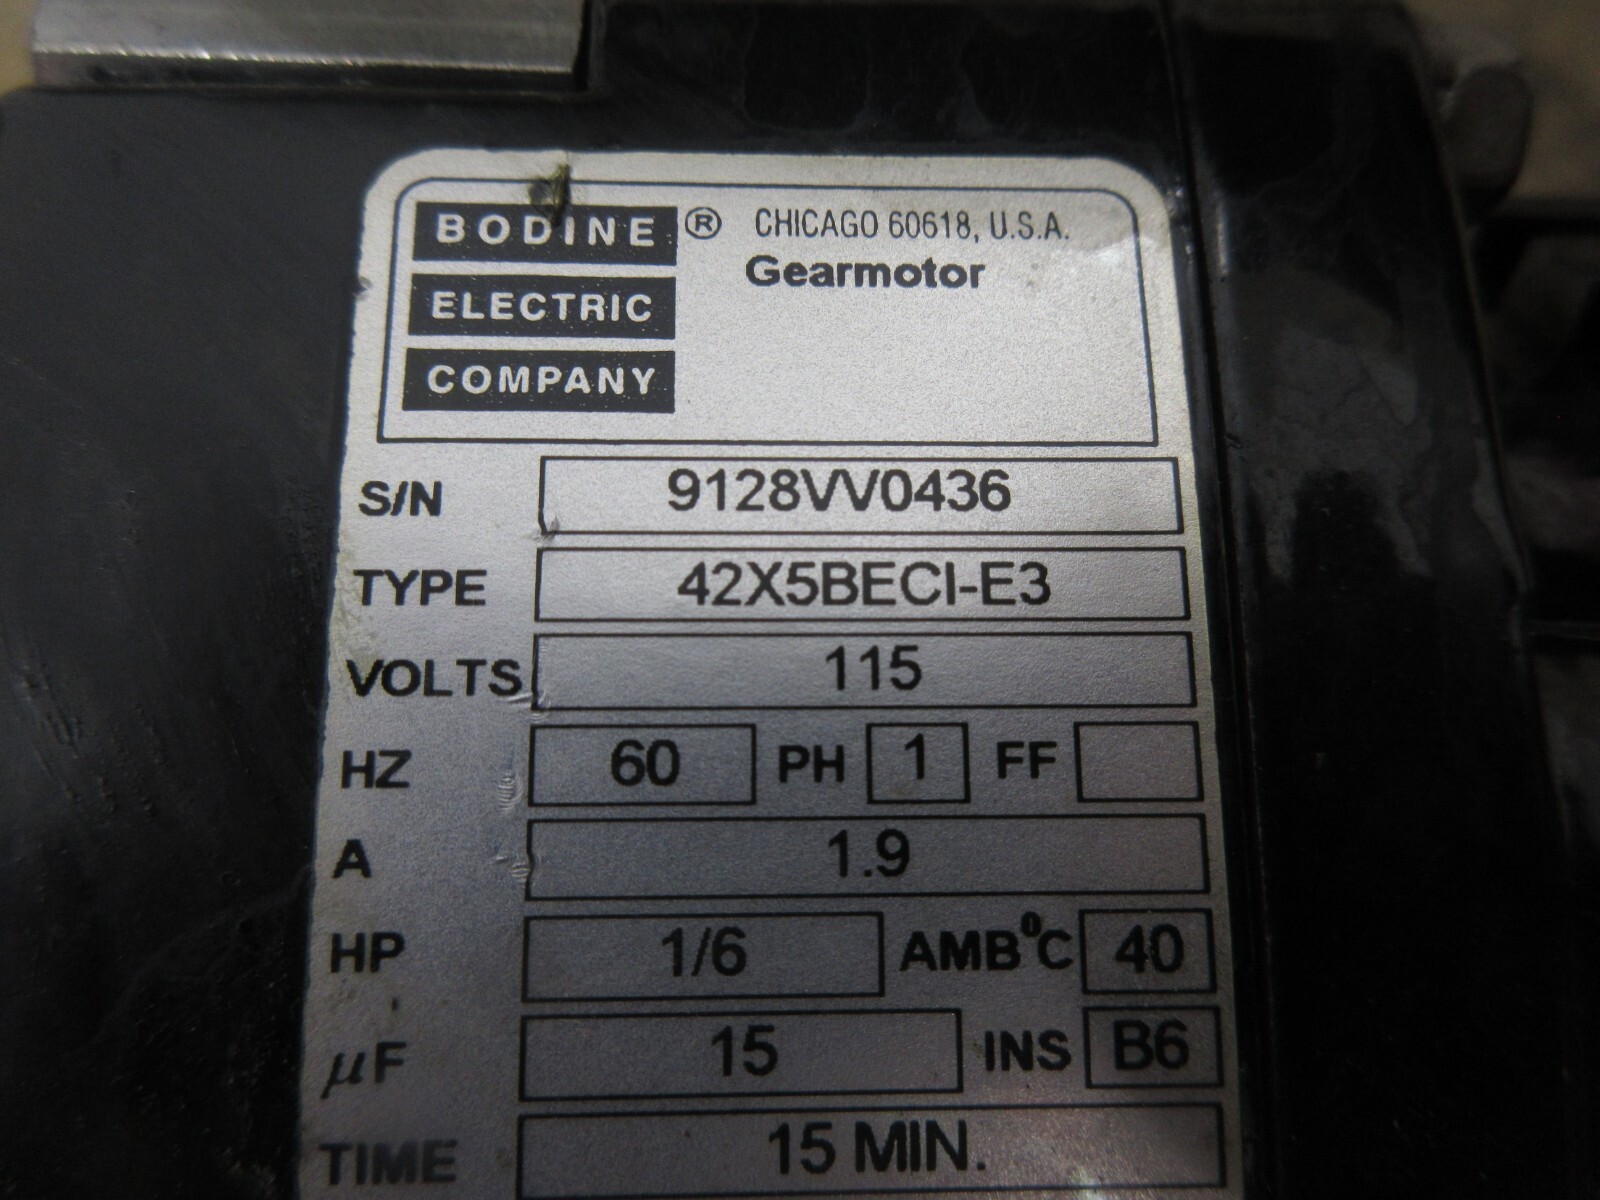 BODINE ® CHICAGO 60618, U.S.A.
ELECTRIC Gearmotor
COMPANY
S/N 9128VV0436
TYPE 42X5BECI-E3
VOLTS 115
HZ 60 PH 1 FF
A 1.9
HP 1/6 AMB°C 40
µF 15 INS B6
TIME 15 MIN.